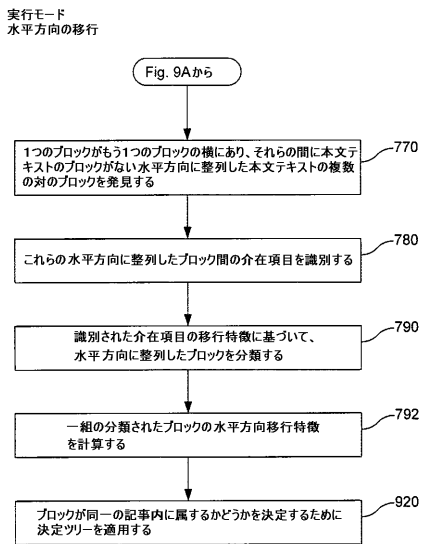 実行モード
水平方向の移行
Fig. 9Aから
1つのブロックがもう1つのブロックの横にあり、それらの間に本文テ
キストのブロックがない水平方向に整列した本文テキストの複数
の対のブロックを発見する
770
これらの水平方向に整列したブロック間の介在項目を識別する
780
識別された介在項目の移行特徴に基づいて、
水平方向に整列したブロックを分類する
790
一組の分類されたブロックの水平方向移行特徴
を計算する
792
ブロックが同一の記事内に属するかどうかを決定するために
決定ツリーを適用する
920